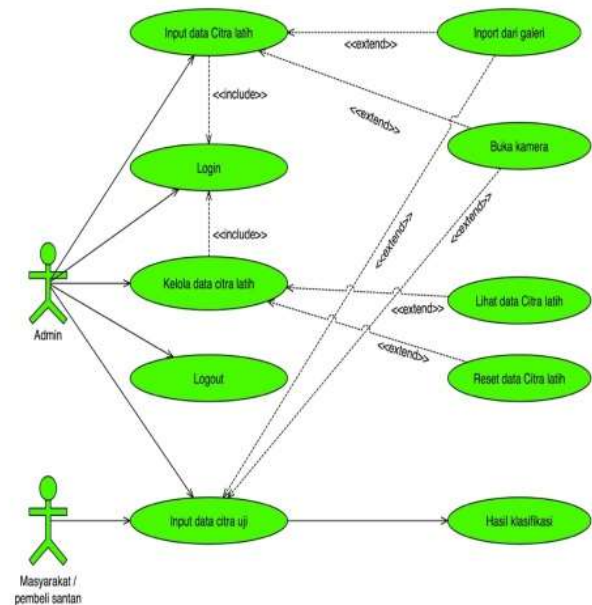 Input data Citra latih
Inport dari galeri
<<extend>>
<<include>>
<<extend>>
Buka kamera
Login
<<extend>>
<<include>>
<<extend>>
Kelola data citra latih
Lihat data Citra latih
<<extend>>
Admin
<<extend>>
Logout
Reset data Citra latih
Input data citra uji
Hasil klasifikasi
Masyarakat /
pembeli santan